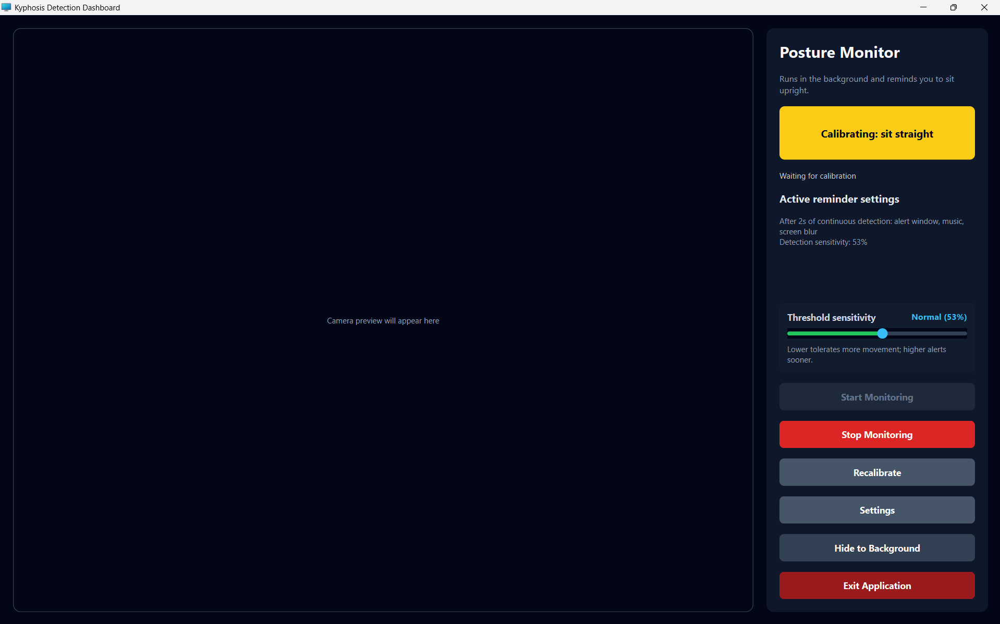 Kyphosis Detection Dashboard
Camera preview will appear here
Posture Monitor
Runs in the background and reminds you to sit
upright.
Calibrating: sit straight
Waiting for calibration
Active reminder settings
After 2s of continuous detection: alert window, music,
screen blur
Detection sensitivity: 53%
Threshold sensitivity Normal (53%)
Lower tolerates more movement; higher alerts
sooner.
Start Monitoring
Stop Monitoring
Recalibrate
Settings
Hide to Background
Exit Application